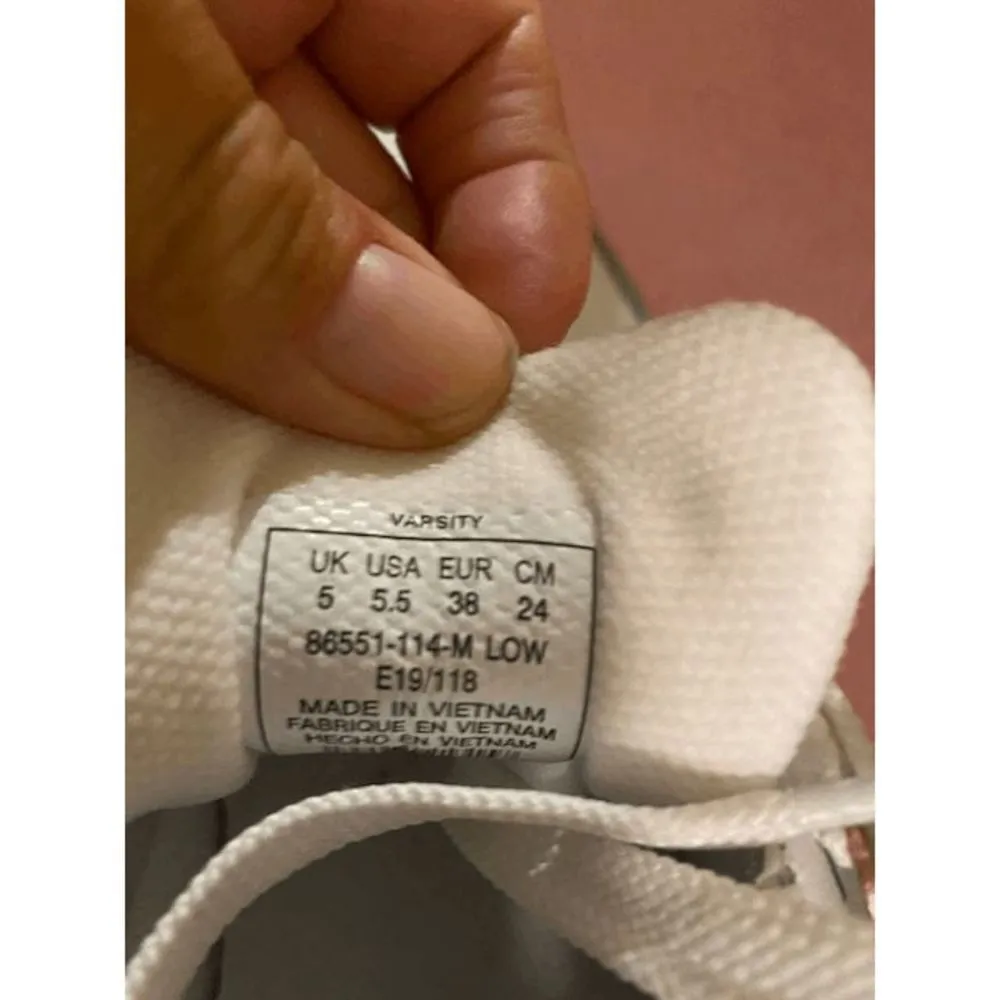 VARSITY
UK USA EUR CM
5 5.5 38 24
86551-114-M LOW
E19/118
MADE IN VIETNAM
FABRIQUE EN VIETNAM
HECHO EN VIETNAM